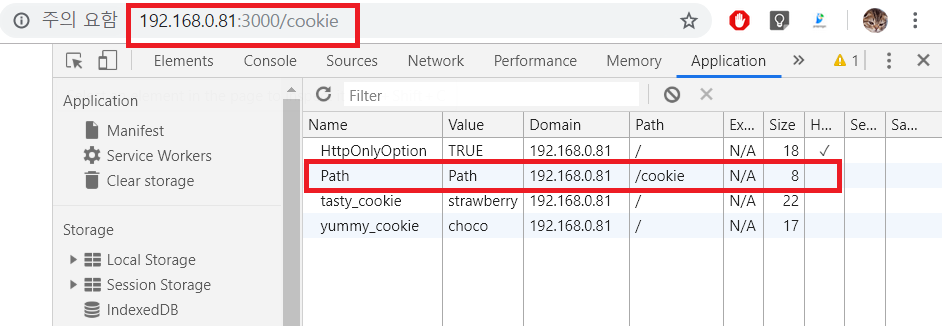 주의 요함 192.168.0.81:3000/cookie
Elements Console Sources Network Performance Memory Application » 1
Application
Manifest
Service Workers
Clear storage
Storage
Local Storage
Session Storage
IndexedDB
Filter
Name Value Domain Path Ex... Size H... Se... Sa...
HttpOnlyOption TRUE 192.168.0.81 / N/A 18 ✓
Path Path 192.168.0.81 /cookie N/A 8
tasty_cookie strawberry 192.168.0.81 / N/A 22
yummy_cookie choco 192.168.0.81 / N/A 17